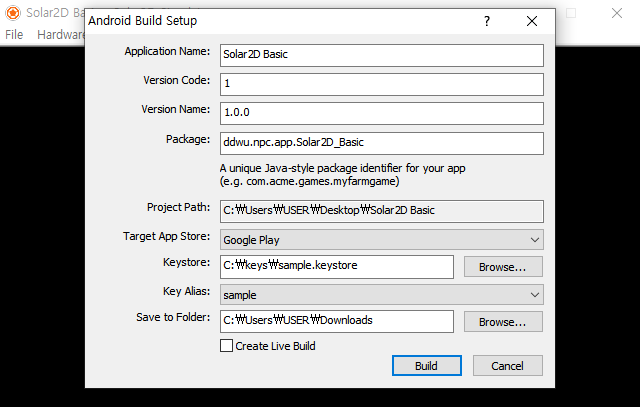 Solar2D Ba
File Hardware
Android Build Setup
Application Name: Solar2D Basic
Version Code: 1
Version Name: 1.0.0
Package: ddwu.npc.app.Solar2D_Basic
A unique Java-style package identifier for your app
(e.g. com.acme.games.myfarmgame)
Project Path: C:₩Users₩USER₩Desktop₩Solar2D Basic
Target App Store: Google Play
Keystore: C:₩keys₩sample.keystore Browse...
Key Alias: sample
Save to Folder: C:₩Users₩USER₩Downloads Browse...
Create Live Build
Build Cancel